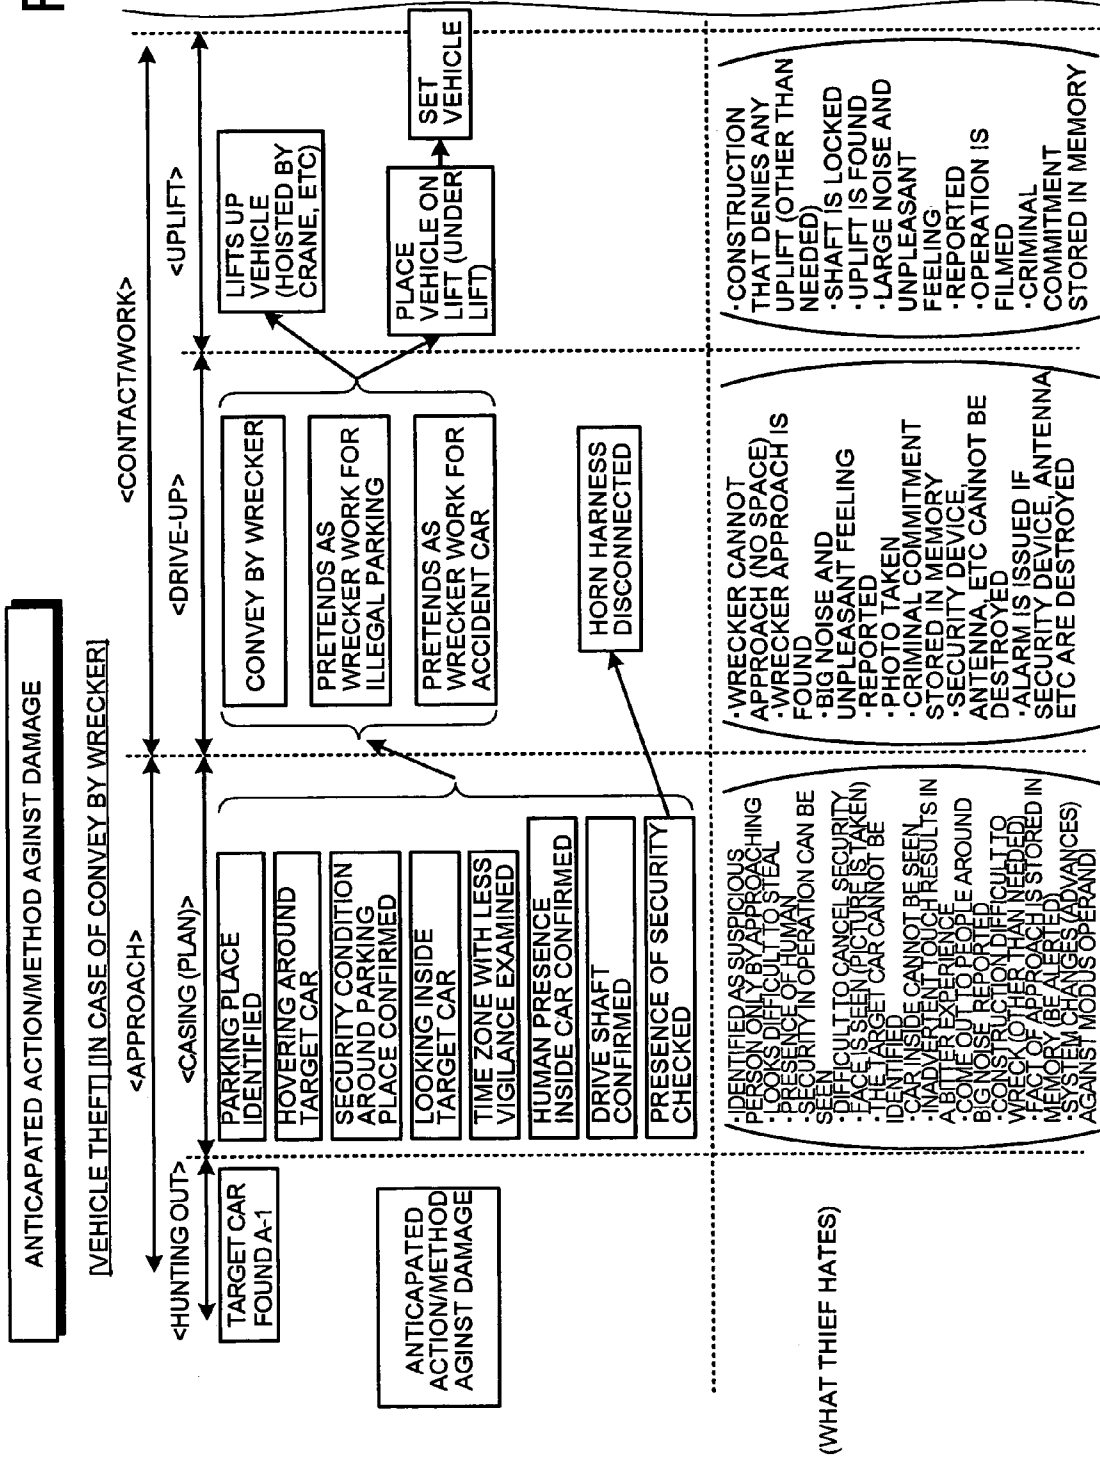 F
ANTICAPATED ACTION/METHOD AGINST DAMAGE
[VEHICLE THEFT] [IN CASE OF CONVEY BY WRECKER]
<APPROACH>
<CONTACT/WORK>
<HUNTING OUT>
<CASING (PLAN)>
<DRIVE-UP>
<UPLIFT>
TARGET CAR
FOUND A-1
ANTICAPATED
ACTION/METHOD
AGINST DAMAGE
PARKING PLACE
IDENTIFIED
HOVERING AROUND
TARGET CAR
SECURITY CONDITION
AROUND PARKING
PLACE CONFIRMED
LOOKING INSIDE
TARGET CAR
TIME ZONE WITH LESS
VIGILANCE EXAMINED
HUMAN PRESENCE
INSIDE CAR CONFIRMED
DRIVE SHAFT
CONFIRMED
PRESENCE OF SECURITY
CHECKED
CONVEY BY WRECKER
PRETENDS AS
WRECKER WORK FOR
ILLEGAL PARKING
PRETENDS AS
WRECKER WORK FOR
ACCIDENT CAR
HORN HARNESS
DISCONNECTED
LIFTS UP
VEHICLE
(HOISTED BY
CRANE, ETC)
PLACE
VEHICLE ON
LIFT (UNDER
LIFT)
SET
VEHICLE
(WHAT THIEF HATES)
·IDENTIFIED AS SUSPICIOUS
PERSON ONLY BY APPROACHING
·LOOKS DIFFICULT TO STEAL
·PRESENCE OF HUMAN
·SECURITY IN OPERATION CAN BE
SEEN
·DIFFICULT TO CANCEL SECURITY
·FACE IS SEEN (PICTURE IS TAKEN)
·THE TARGET CAR CANNOT BE
IDENTIFIED
·CAR INSIDE CANNOT BE SEEN
·INADVERTENT TOUCH RESULTS IN
A BITTER EXPERIENCE
·COME OUT TO PEOPLE AROUND
BIG NOISE, REPORTED
·CONSTRUCTION DIFFICULT TO
WRECK (OTHER THAN NEEDED)
·FACT OF APPROACH IS STORED IN
MEMORY (BE ALERTED)
·SYSTEM CHANGES (ADVANCES)
AGAINST MODUS OPERANDI
·WRECKER CANNOT
APPROACH (NO SPACE)
·WRECKER APPROACH IS
FOUND
·BIG NOISE AND
UNPLEASANT FEELING
·REPORTED
·PHOTO TAKEN
·CRIMINAL COMMITMENT
STORED IN MEMORY
·SECURITY DEVICE,
ANTENNA, ETC CANNOT BE
DESTROYED
·ALARM IS ISSUED IF
SECURITY DEVICE, ANTENNA,
ETC ARE DESTROYED
·CONSTRUCTION
THAT DENIES ANY
UPLIFT (OTHER THAN
NEEDED)
·SHAFT IS LOCKED
·UPLIFT IS FOUND
·LARGE NOISE AND
UNPLEASANT
FEELING
·REPORTED
·OPERATION IS
FILMED
·CRIMINAL
COMMITMENT
STORED IN MEMORY